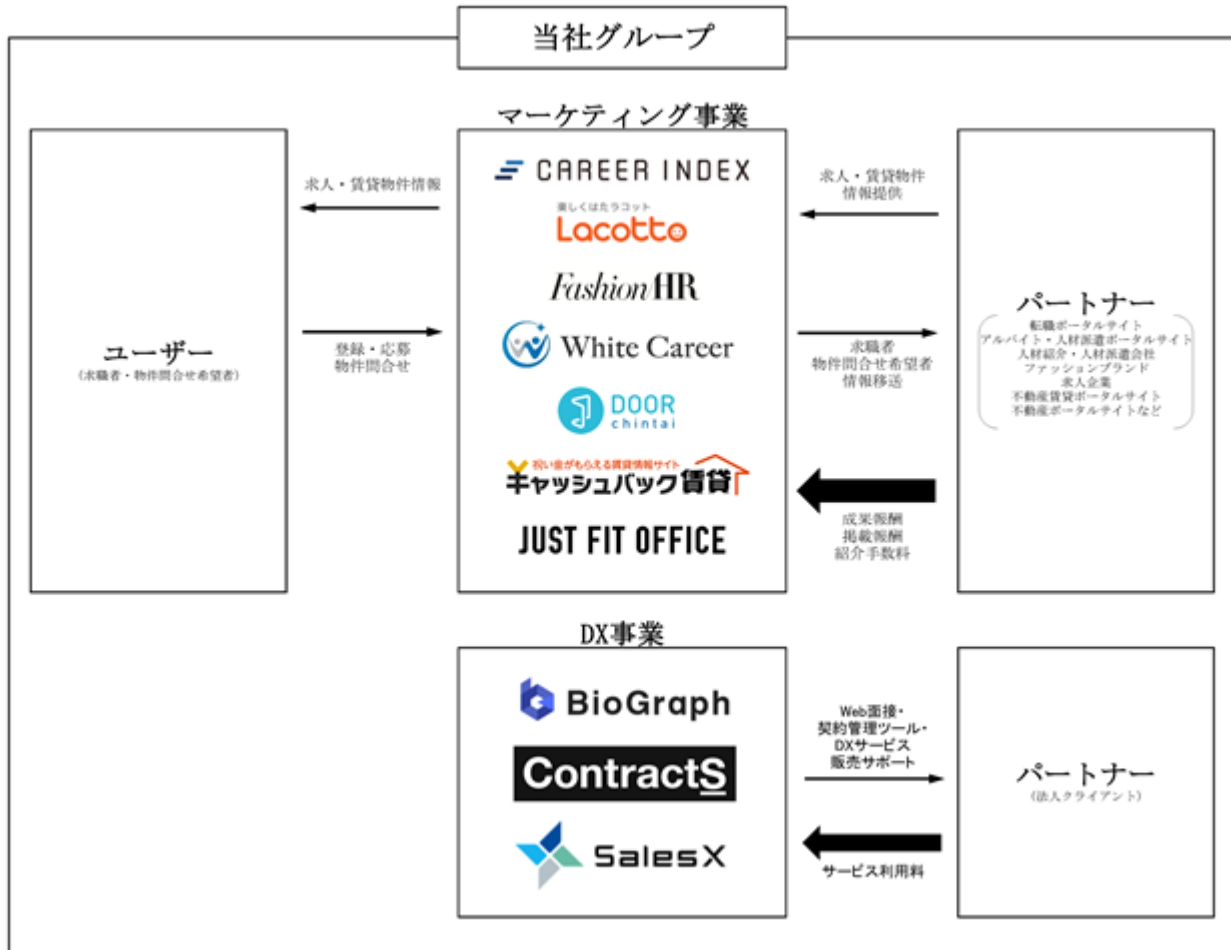 当社グループ
マーケティング事業
ユーザー
(求職者・物件問合せ希望者)
求人・賃貸物件情報
登録・応募
物件問合せ
CAREER INDEX
楽しくはたラコット
Lacotto
Fashion HR
White Career
DOOR
chintai
祝い金がもらえる賃貸情報サイト
キャッシュバック賃貸
JUST FIT OFFICE
求人・賃貸物件
情報提供
求職者
物件問合せ希望者
情報移送
成果報酬
掲載報酬
紹介手数料
パートナー
転職ポータルサイト
アルバイト・人材派遣ポータルサイト
人材紹介・人材派遣会社
ファッションブランド
求人企業
不動産賃貸ポータルサイト
不動産ポータルサイトなど
DX事業
BioGraph
ContractS
SalesX
Web面接・
契約管理ツール・
DXサービス
販売サポート
サービス利用料
パートナー
(法人クライアント)